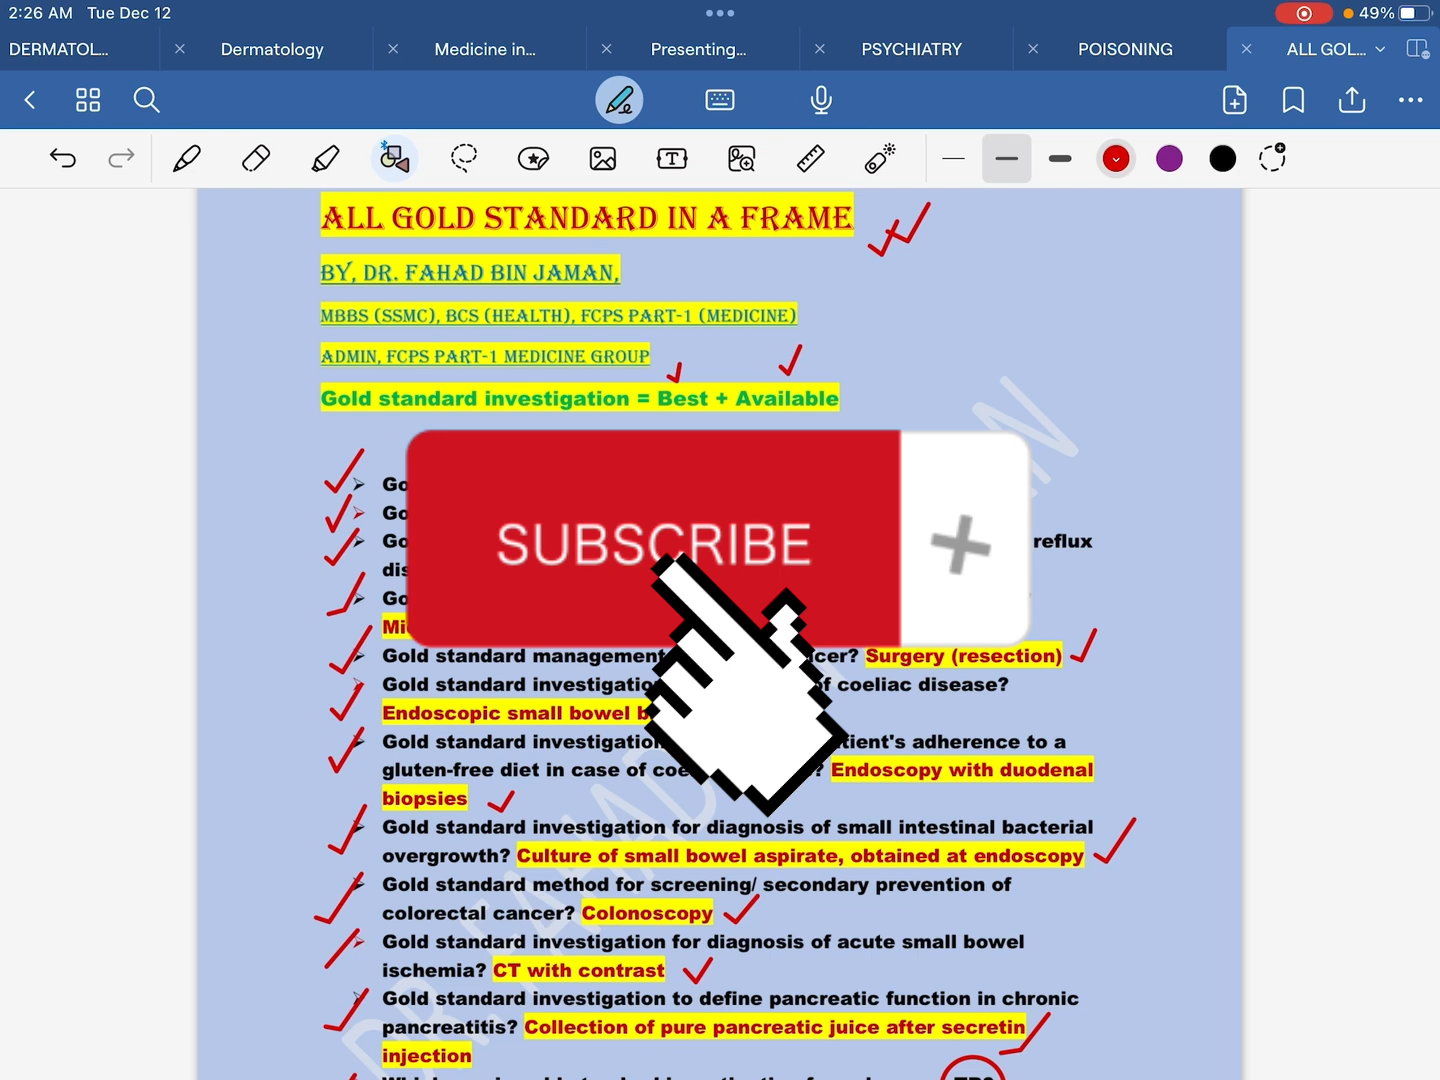 2:26 AM Tue Dec 12
49%
DERMATOL...
Dermatology
Medicine in...
Presenting...
PSYCHIATRY
POISONING
ALL GOL...
ALL GOLD STANDARD IN A FRAME
BY, DR. FAHAD BIN JAMAN,
MBBS (SSMC), BCS (HEALTH), FCPS PART-1 (MEDICINE)
ADMIN, FCPS PART-1 MEDICINE GROUP
Gold standard investigation = Best + Available
SUBSCRIBE
reflux
Gold standard management cer? Surgery (resection)
Gold standard of coeliac disease?
Endoscopic small bowel
Gold standard investigation adherence to a
gluten-free diet in case of ? Endoscopy with duodenal
biopsies
Gold standard investigation for diagnosis of small intestinal bacterial
overgrowth? Culture of small bowel aspirate, obtained at endoscopy
Gold standard method for screening/ secondary prevention of
colorectal cancer? Colonoscopy
Gold standard investigation for diagnosis of acute small bowel
ischemia? CT with contrast
Gold standard investigation to define pancreatic function in chronic
pancreatitis? Collection of pure pancreatic juice after secretin
injection
DR. FAHAD